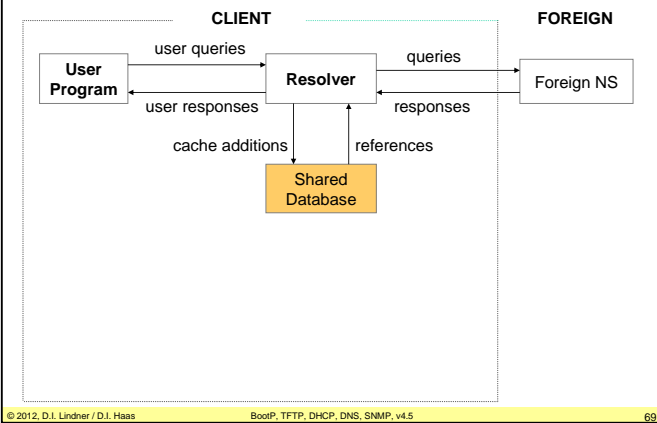 CLIENT
FOREIGN
user queries
queries
User
Program
Resolver
Foreign NS
user responses
responses
cache additions
references
Shared
Database
© 2012, D.I. Lindner / D.I. Haas
BootP, TFTP, DHCP, DNS, SNMP, v4.5
69